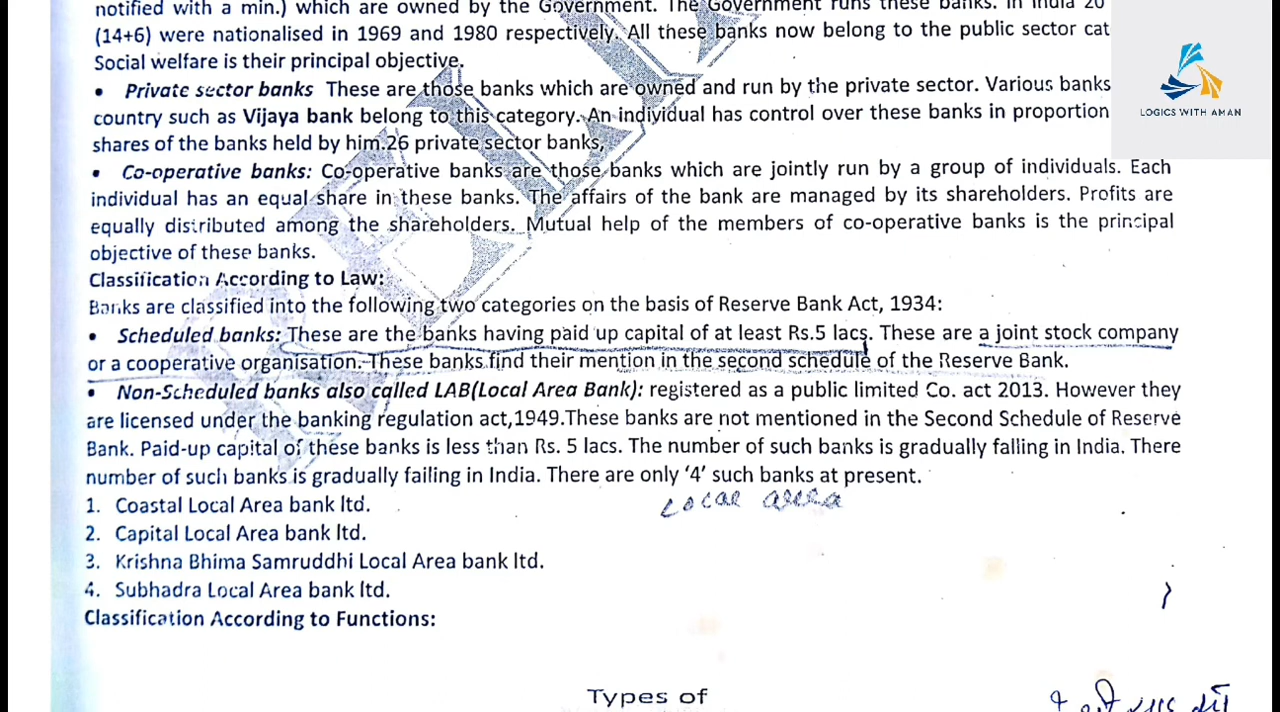 notified with a min.) which are owned by the Government. The Government runs these banks. In India 20
(14+6) were nationalised in 1969 and 1980 respectively. All these banks now belong to the public sector cat
Social welfare is their principal objective.
• Private sector banks These are those banks which are owned and run by the private sector. Various banks
country such as Vijaya bank belong to this category. An individual has control over these banks in proportion
shares of the banks held by him.26 private sector banks,
LOGICS WITH AMAN
• Co-operative banks: Co-operative banks are those banks which are jointly run by a group of individuals. Each
individual has an equal share in these banks. The affairs of the bank are managed by its shareholders. Profits are
equally distributed among the shareholders. Mutual help of the members of co-operative banks is the principal
objective of these banks.
Classification According to Law:
Banks are classified into the following two categories on the basis of Reserve Bank Act, 1934:
• Scheduled banks: These are the banks having paid up capital of at least Rs.5 lacs. These are a joint stock company
or a cooperative organisation. These banks find their mention in the second schedule of the Reserve Bank.
• Non-Scheduled banks also called LAB(Local Area Bank): registered as a public limited Co. act 2013. However they
are licensed under the banking regulation act,1949.These banks are not mentioned in the Second Schedule of Reserve
Bank. Paid-up capital of these banks is less than Rs. 5 lacs. The number of such banks is gradually falling in India. There
number of such banks is gradually failing in India. There are only '4' such banks at present.
Local area
1. Coastal Local Area bank ltd.
2. Capital Local Area bank ltd.
3. Krishna Bhima Samruddhi Local Area bank ltd.
4. Subhadra Local Area bank ltd.
Classification According to Functions:
Types of